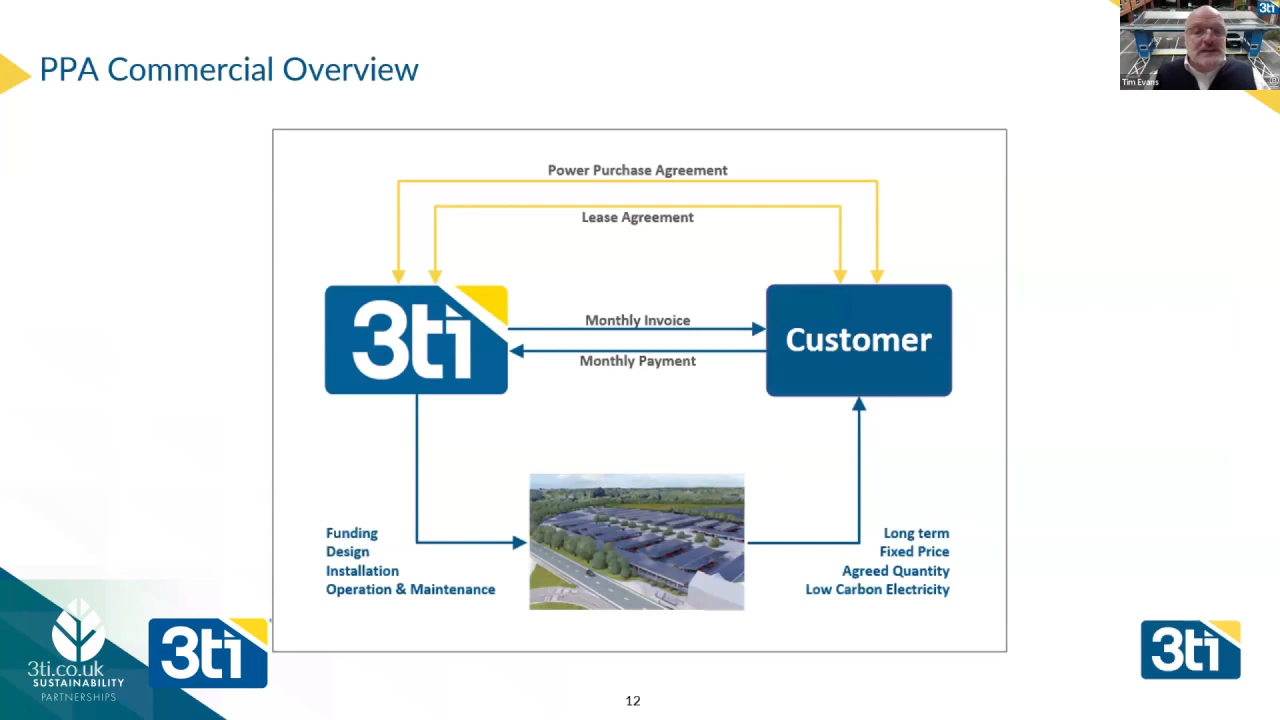 3ti
Tim Evans
PPA Commercial Overview
Power Purchase Agreement
Lease Agreement
3ti
Monthly Invoice
Monthly Payment
Customer
Funding
Design
Installation
Operation & Maintenance
Long term
Fixed Price
Agreed Quantity
Low Carbon Electricity
3ti.co.uk
SUSTAINABILITY
PARTNERSHIPS
3ti
3ti
12